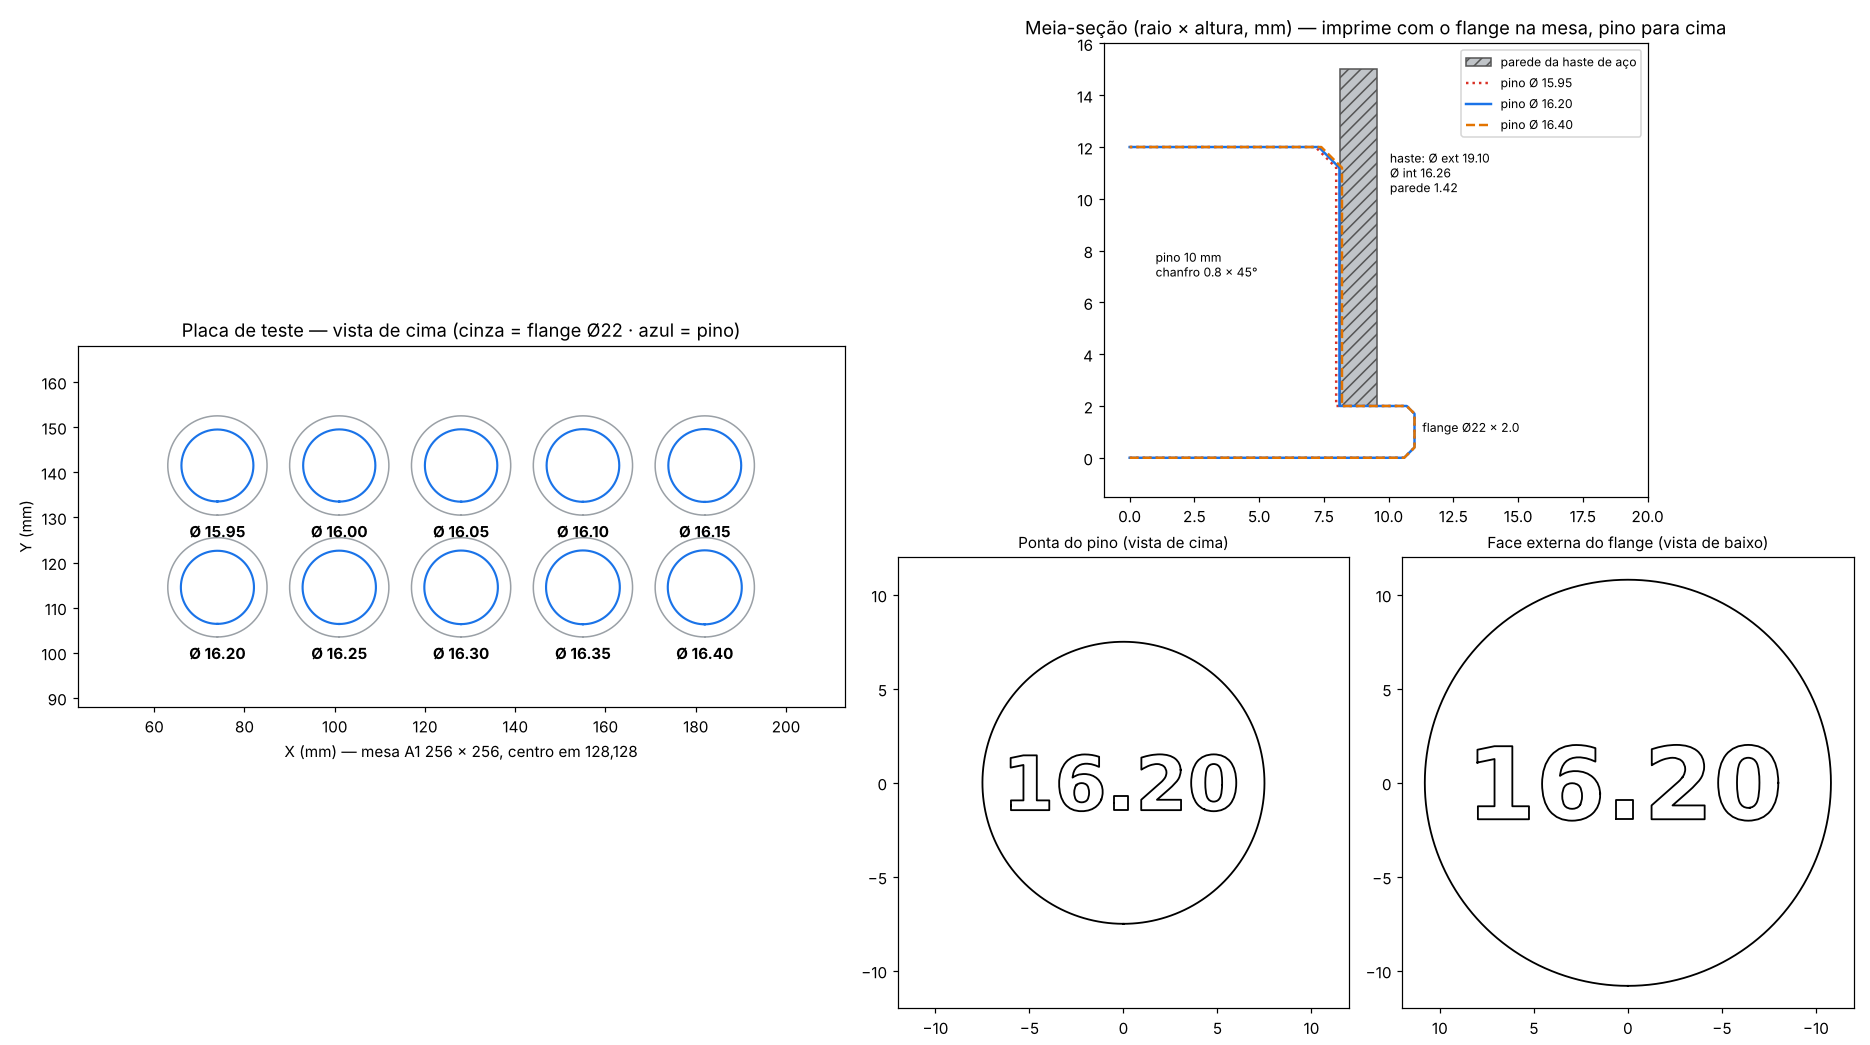 Placa de teste — vista de cima (cinza = flange Ø22 · azul = pino)
160
150
140
130
120
110
100
90
Y (mm)
Ø 15.95
Ø 16.00
Ø 16.05
Ø 16.10
Ø 16.15
Ø 16.20
Ø 16.25
Ø 16.30
Ø 16.35
Ø 16.40
60
80
100
120
140
160
180
200
X (mm) — mesa A1 256 × 256, centro em 128,128
Meia-seção (raio × altura, mm) — imprime com o flange na mesa, pino para cima
16
14
12
10
8
6
4
2
0
parede da haste de aço
pino Ø 15.95
pino Ø 16.20
pino Ø 16.40
haste: Ø ext 19.10
Ø int 16.26
parede 1.42
pino 10 mm
chanfro 0.8 × 45°
flange Ø22 × 2.0
0.0
2.5
5.0
7.5
10.0
12.5
15.0
17.5
20.0
Ponta do pino (vista de cima)
10
5
0
−5
−10
16.20
−10
−5
0
5
10
Face externa do flange (vista de baixo)
10
5
0
−5
−10
16.20
10
5
0
−5
−10